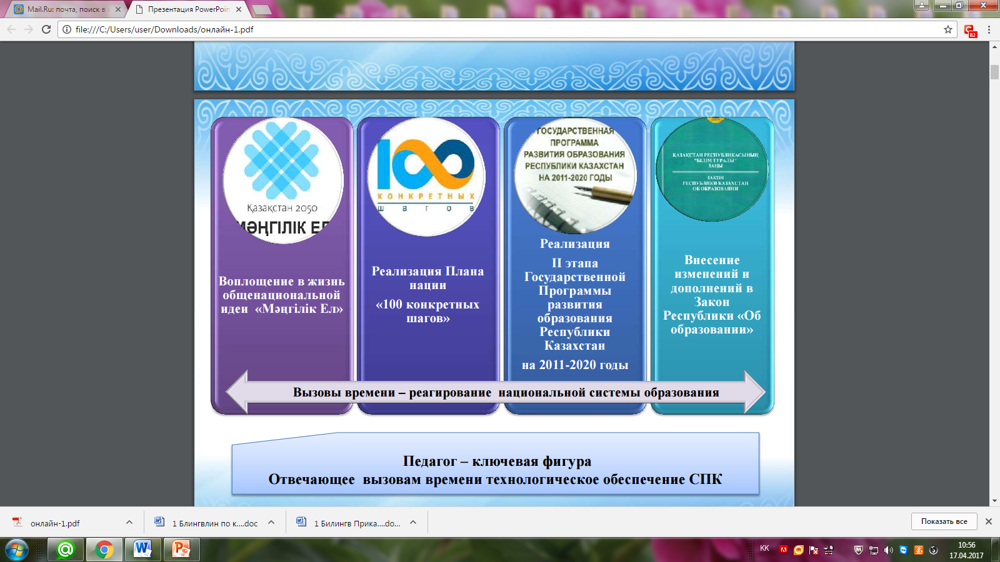 Mail.Ru: почта, поиск в
Презентация PowerPoin
file:///C:/Users/user/Downloads/онлайн-1.pdf
82
Қазақстан 2050
МӘҢГІЛІК ЕЛ
Воплощение в жизнь
общенациональной
идеи «Мәңгілік Ел»
100
КОНКРЕТНЫХ
шагов
Реализация Плана
нации
«100 конкретных
шагов»
ГОСУДАРСТВЕННАЯ
ПРОГРАММА
РАЗВИТИЯ ОБРАЗОВАНИЯ
РЕСПУБЛИКИ КАЗАХСТАН
НА 2011-2020 ГОДЫ
Реализация
II этапа
Государственной
Программы
развития
образования
Республики
Казахстан
на 2011-2020 годы
ҚАЗАҚСТАН РЕСПУБЛИКАСЫНЫҢ
"БІЛІМ ТУРАЛЫ"
ЗАҢЫ
ЗАКОН
РЕСПУБЛИКИ КАЗАХСТАН
ОБ ОБРАЗОВАНИИ
Внесение
изменений и
дополнений в
Закон
Республики «Об
образовании»
Вызовы времени – реагирование национальной системы образования
Педагог – ключевая фигура
Отвечающее вызовам времени технологическое обеспечение СПК
онлайн-1.pdf
1 Блингвлин по к....doc
1 Билингв Прика....do...
Показать все
KK
10:56
17.04.2017